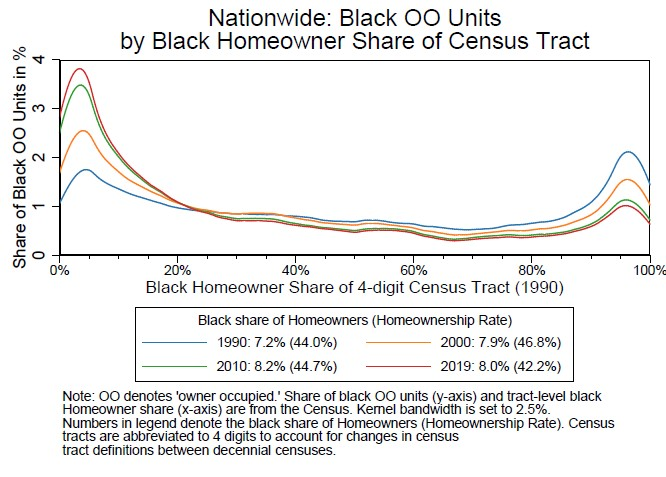 Nationwide: Black OO Units
by Black Homeowner Share of Census Tract
Share of Black OO Units in %
4
3
2
1
0
0% 20% 40% 60% 80% 100%
Black Homeowner Share of 4-digit Census Tract (1990)
Black share of Homeowners (Homeownership Rate)
1990: 7.2% (44.0%) 2000: 7.9% (46.8%)
2010: 8.2% (44.7%) 2019: 8.0% (42.2%)
Note: OO denotes 'owner occupied.' Share of black OO units (y-axis) and tract-level black
Homeowner share (x-axis) are from the Census. Kernel bandwidth is set to 2.5%.
Numbers in legend denote the black share of Homeowners (Homeownership Rate). Census
tracts are abbreviated to 4 digits to account for changes in census
tract definitions between decennial censuses.